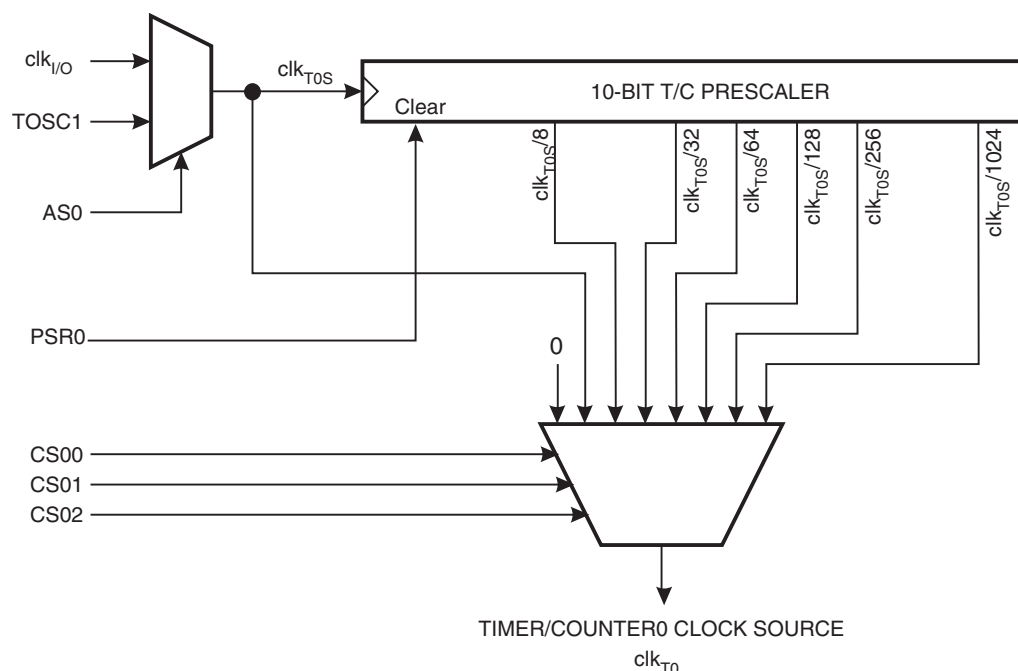 clkI/O
TOSC1
AS0
clkT0S
10-BIT T/C PRESCALER
Clear
clkT0S/8
clkT0S/32
clkT0S/64
clkT0S/128
clkT0S/256
clkT0S/1024
PSR0
0
CS00
CS01
CS02
TIMER/COUNTER0 CLOCK SOURCE
clkT0